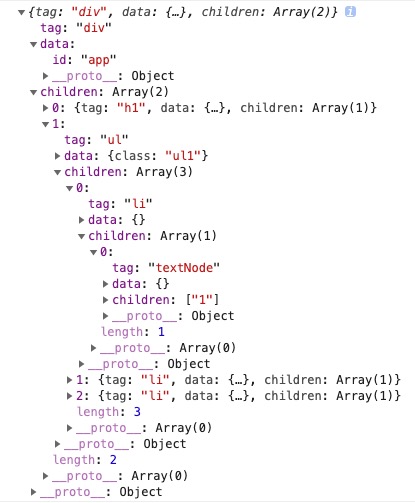 ▼{tag: "div", data: {…}, children: Array(2)} i
tag: "div"
▼data:
id: "app"
▶__proto__: Object
▼children: Array(2)
▶0: {tag: "h1", data: {…}, children: Array(1)}
▼1:
tag: "ul"
▶data: {class: "ul1"}
▼children: Array(3)
▼0:
tag: "li"
▶data: {}
▼children: Array(1)
▼0:
tag: "textNode"
▶data: {}
▶children: ["1"]
▶__proto__: Object
length: 1
▶__proto__: Array(0)
▶__proto__: Object
▶1: {tag: "li", data: {…}, children: Array(1)}
▶2: {tag: "li", data: {…}, children: Array(1)}
length: 3
▶__proto__: Array(0)
▶__proto__: Object
length: 2
▶__proto__: Array(0)
▶__proto__: Object